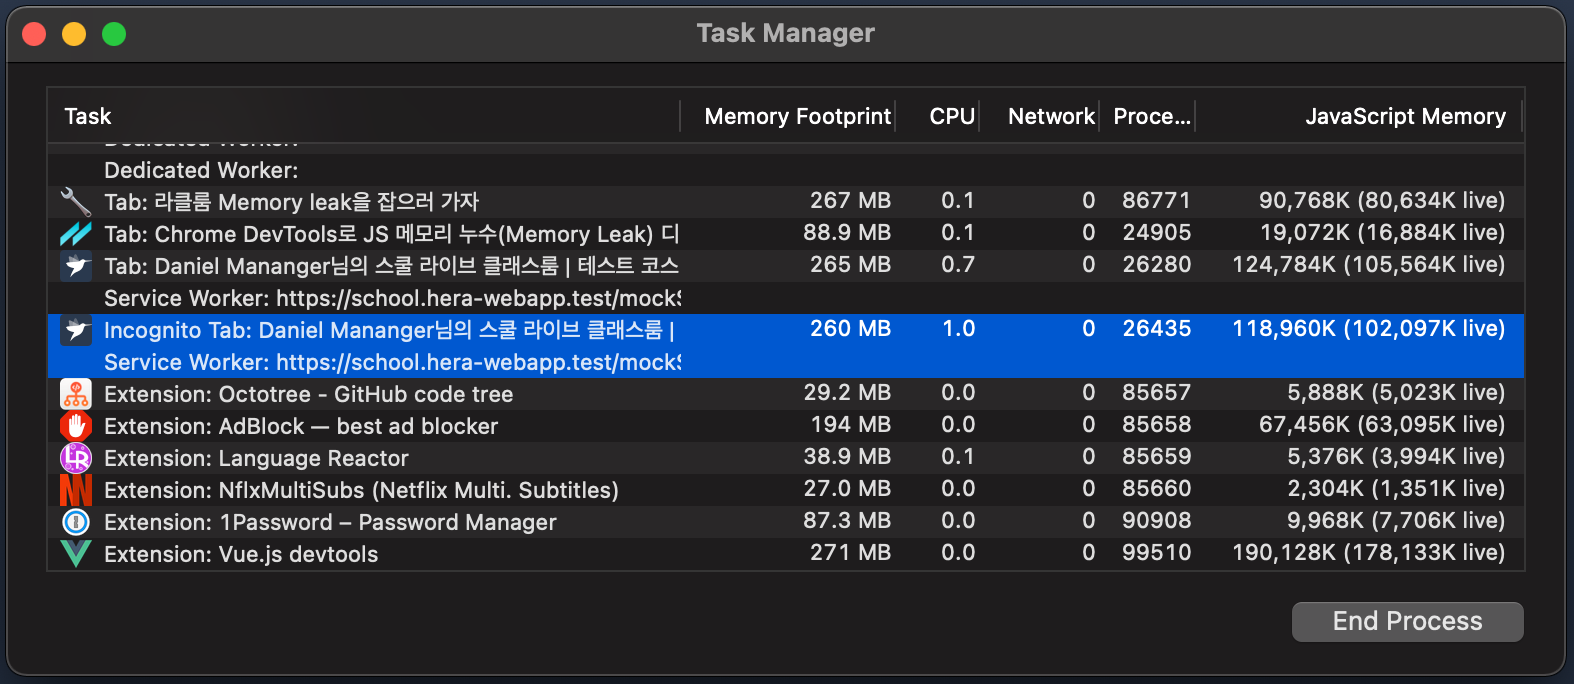 Task Manager
Task Memory Footprint CPU Network Proce... JavaScript Memory
Dedicated Worker:
Dedicated Worker:
Tab: 라클룸 Memory leak을 잡으러 가자 267 MB 0.1 0 86771 90,768K (80,634K live)
Tab: Chrome DevTools로 JS 메모리 누수(Memory Leak) 디 88.9 MB 0.1 0 24905 19,072K (16,884K live)
Tab: Daniel Mananger님의 스쿨 라이브 클래스룸 | 테스트 코스 265 MB 0.7 0 26280 124,784K (105,564K live)
Service Worker: https://school.hera-webapp.test/mockS
Incognito Tab: Daniel Mananger님의 스쿨 라이브 클래스룸 | 260 MB 1.0 0 26435 118,960K (102,097K live)
Service Worker: https://school.hera-webapp.test/mockS
Extension: Octotree - GitHub code tree 29.2 MB 0.0 0 85657 5,888K (5,023K live)
Extension: AdBlock — best ad blocker 194 MB 0.0 0 85658 67,456K (63,095K live)
LR Extension: Language Reactor 38.9 MB 0.1 0 85659 5,376K (3,994K live)
Extension: NflxMultiSubs (Netflix Multi. Subtitles) 27.0 MB 0.0 0 85660 2,304K (1,351K live)
Extension: 1Password – Password Manager 87.3 MB 0.0 0 90908 9,968K (7,706K live)
Extension: Vue.js devtools 271 MB 0.0 0 99510 190,128K (178,133K live)
End Process